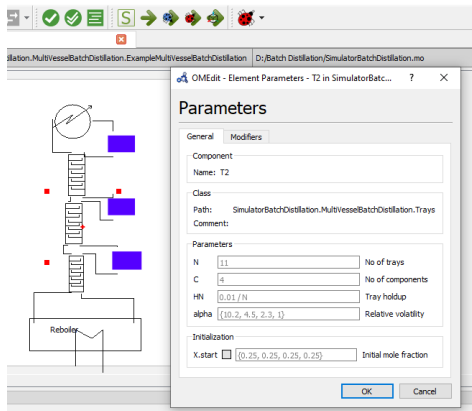 S
illation.MultiVesselBatchDistillation.ExampleMultiVesselBatchDistillation
D:/Batch Distillation/SimulatorBatchDistillation.mo
OMEdit - Element Parameters - T2 in SimulatorBatc...
?
Parameters
General Modifiers
Component
Name: T2
Class
Path: SimulatorBatchDistillation.MultiVesselBatchDistillation.Trays
Comment:
Parameters
N 11 No of trays
C 4 No of components
HN 0.01 / N Tray holdup
alpha {10.2, 4.5, 2.3, 1} Relative volatility
Initialization
X.start {0.25, 0.25, 0.25, 0.25} Initial mole fraction
OK Cancel
Reboiler